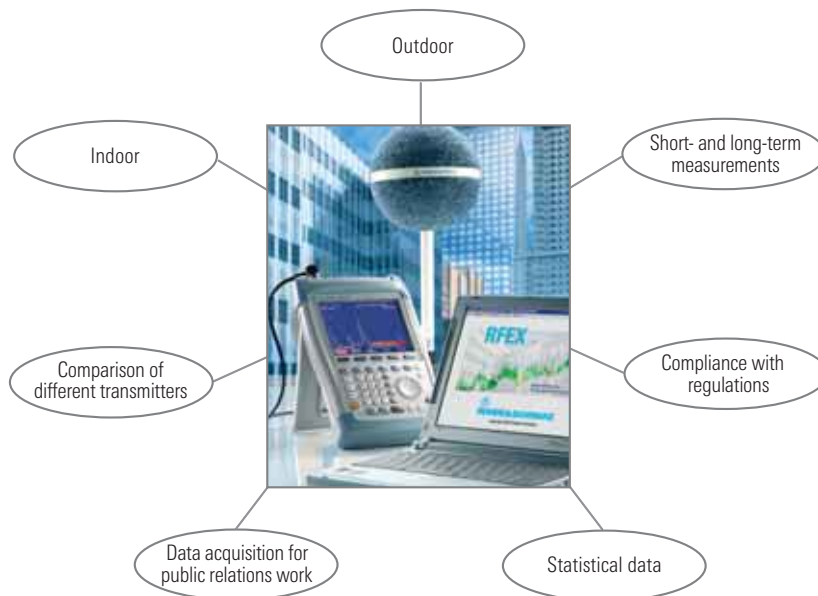 Outdoor
Indoor
Short- and long-term
measurements
RFEX
Comparison of
different transmitters
Compliance with
regulations
ROHDE&SCHWARZ
Data acquisition for
public relations work
Statistical data